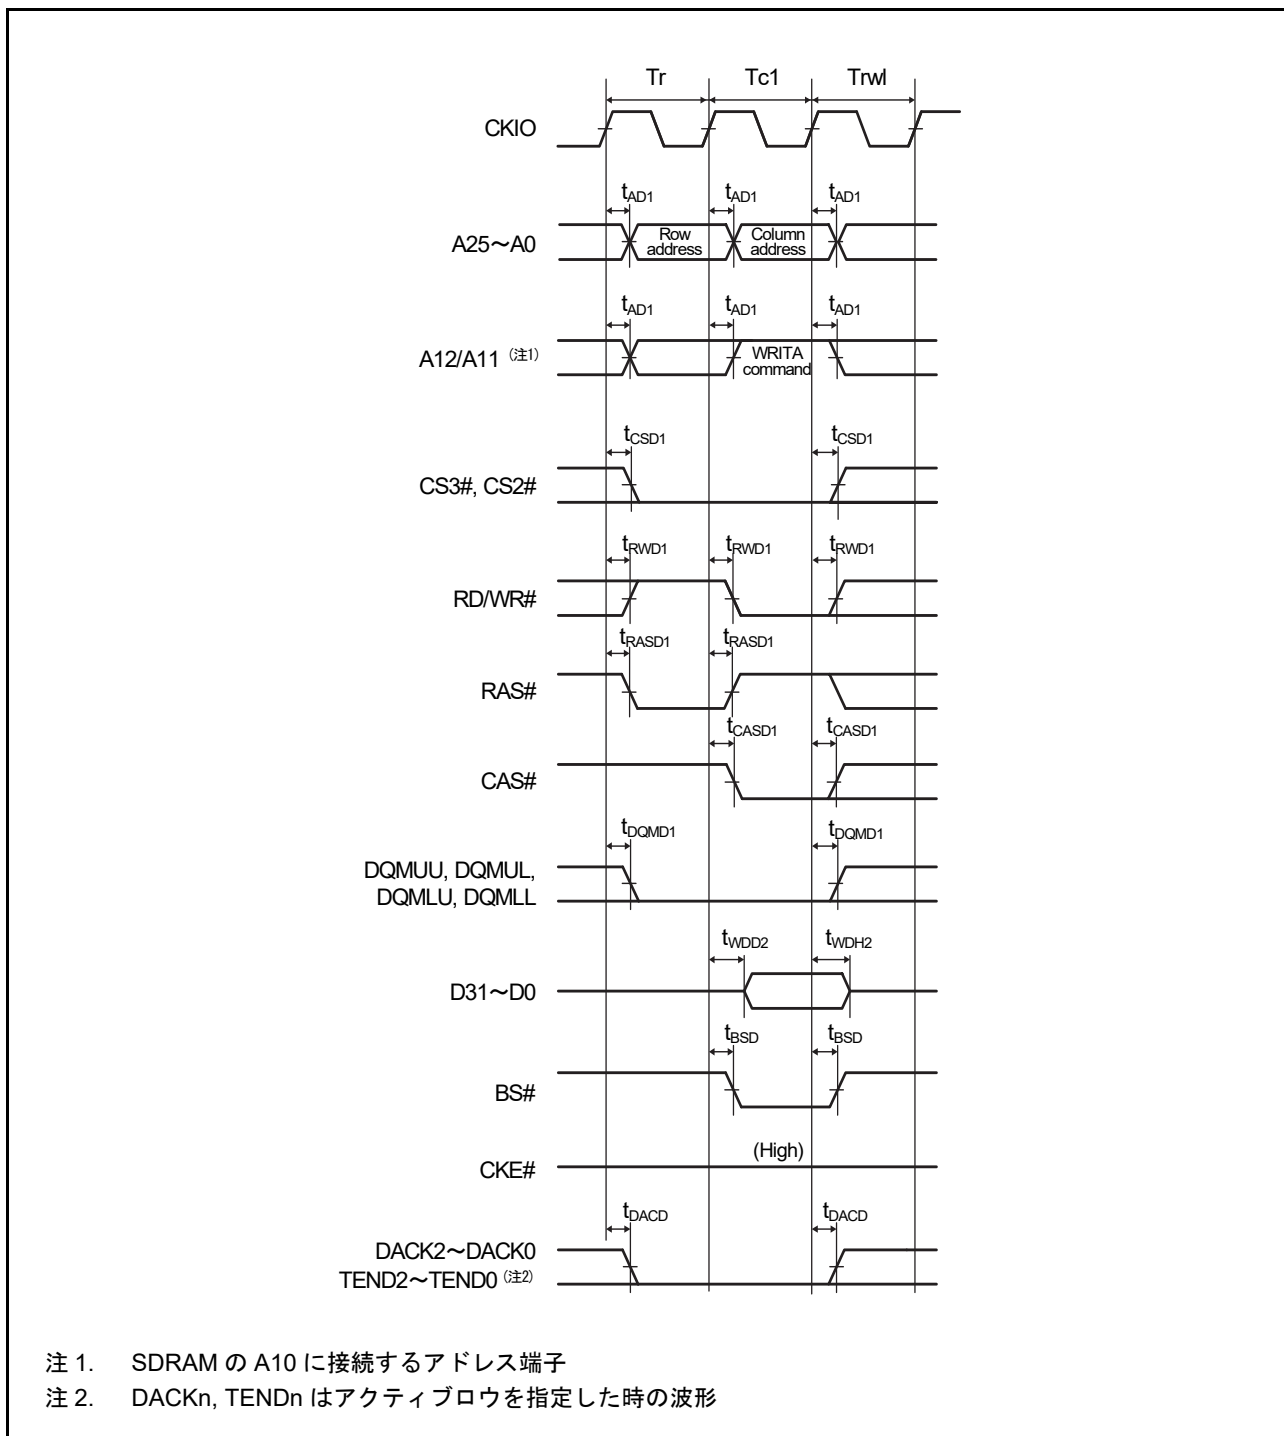 Tr Tc1 Trwl
CKIO
tAD1 tAD1 tAD1
A25～A0
Row address
Column address
tAD1 tAD1 tAD1
A12/A11 (注1)
WRITA command
tCSD1 tCSD1
CS3#, CS2#
tRWD1 tRWD1 tRWD1
RD/WR#
tRASD1 tRASD1
RAS#
tCASD1 tCASD1
CAS#
tDQMD1 tDQMD1
DQMUU, DQMUL,
DQMLU, DQMLL
tWDD2 tWDH2
D31～D0
tBSD tBSD
BS#
(High)
CKE#
tDACD tDACD
DACK2～DACK0
TEND2～TEND0 (注2)
注 1. SDRAM の A10 に接続するアドレス端子
注 2. DACKn, TENDn はアクティブロウを指定した時の波形